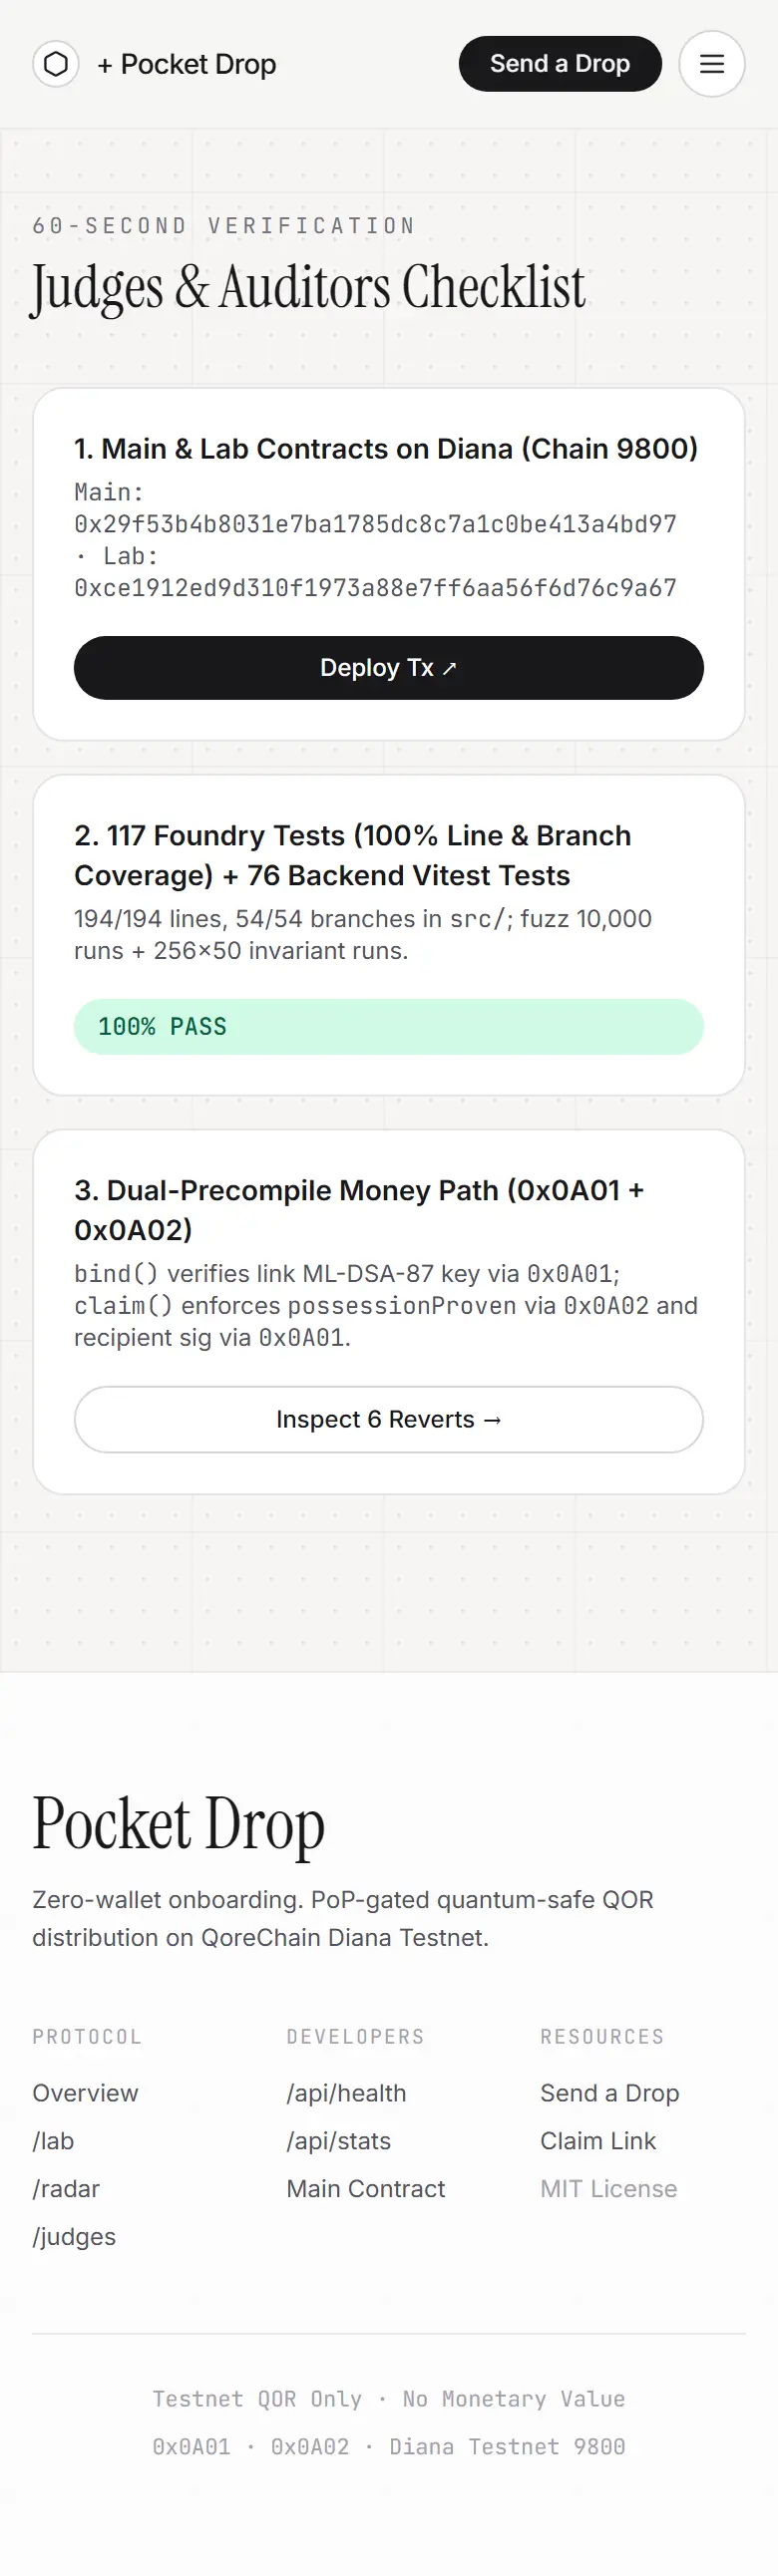 + Pocket Drop
Send a Drop
60-SECOND VERIFICATION
Judges & Auditors Checklist
1. Main & Lab Contracts on Diana (Chain 9800)
Main:
0x29f53b4b8031e7ba1785dc8c7a1c0be413a4bd97
· Lab:
0xce1912ed9d310f1973a88e7ff6aa56f6d76c9a67
Deploy Tx ↗
2. 117 Foundry Tests (100% Line & Branch
Coverage) + 76 Backend Vitest Tests
194/194 lines, 54/54 branches in src/; fuzz 10,000
runs + 256×50 invariant runs.
100% PASS
3. Dual-Precompile Money Path (0x0A01 +
0x0A02)
bind() verifies link ML-DSA-87 key via 0x0A01;
claim() enforces possessionProven via 0x0A02 and
recipient sig via 0x0A01.
Inspect 6 Reverts →
Pocket Drop
Zero-wallet onboarding. PoP-gated quantum-safe QOR
distribution on QoreChain Diana Testnet.
PROTOCOL
Overview
/lab
/radar
/judges
DEVELOPERS
/api/health
/api/stats
Main Contract
RESOURCES
Send a Drop
Claim Link
MIT License
Testnet QOR Only · No Monetary Value
0x0A01 · 0x0A02 · Diana Testnet 9800